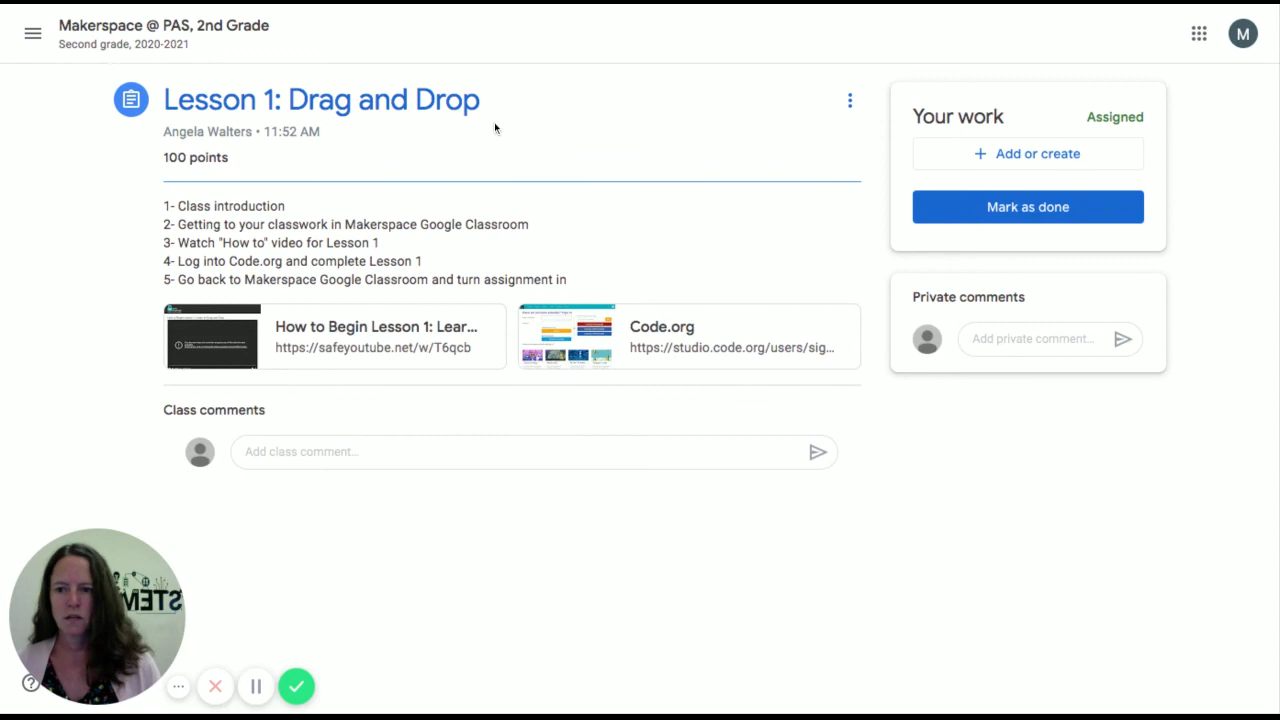 Makerspace @ PAS, 2nd Grade
Second grade, 2020-2021
M
Lesson 1: Drag and Drop
Angela Walters • 11:52 AM
100 points
1- Class introduction
2- Getting to your classwork in Makerspace Google Classroom
3- Watch "How to" video for Lesson 1
4- Log into Code.org and complete Lesson 1
5- Go back to Makerspace Google Classroom and turn assignment in
How to Begin Lesson 1: Lear...
https://safeyoutube.net/w/T6qcb
Code.org
https://studio.code.org/users/sig...
Class comments
Add class comment...
Your work
Assigned
+ Add or create
Mark as done
Private comments
Add private comment...
STEM